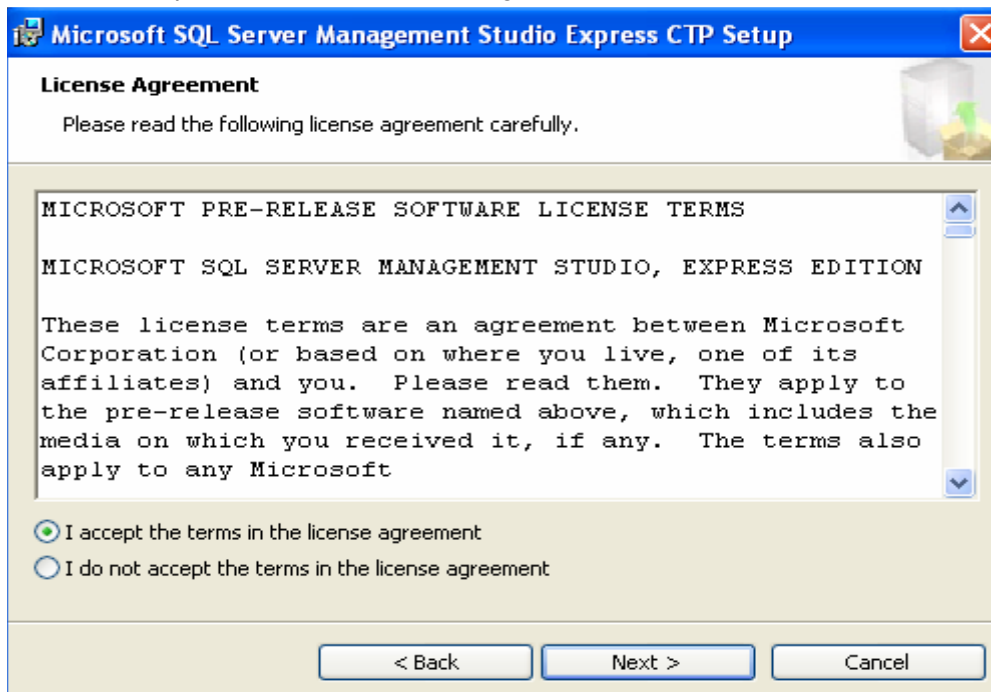 Microsoft SQL Server Management Studio Express CTP Setup
License Agreement
Please read the following license agreement carefully.
MICROSOFT PRE-RELEASE SOFTWARE LICENSE TERMS
MICROSOFT SQL SERVER MANAGEMENT STUDIO, EXPRESS EDITION
These license terms are an agreement between Microsoft
Corporation (or based on where you live, one of its
affiliates) and you.  Please read them.  They apply to
the pre-release software named above, which includes the
media on which you received it, if any.  The terms also
apply to any Microsoft
I accept the terms in the license agreement
I do not accept the terms in the license agreement
< Back Next > Cancel